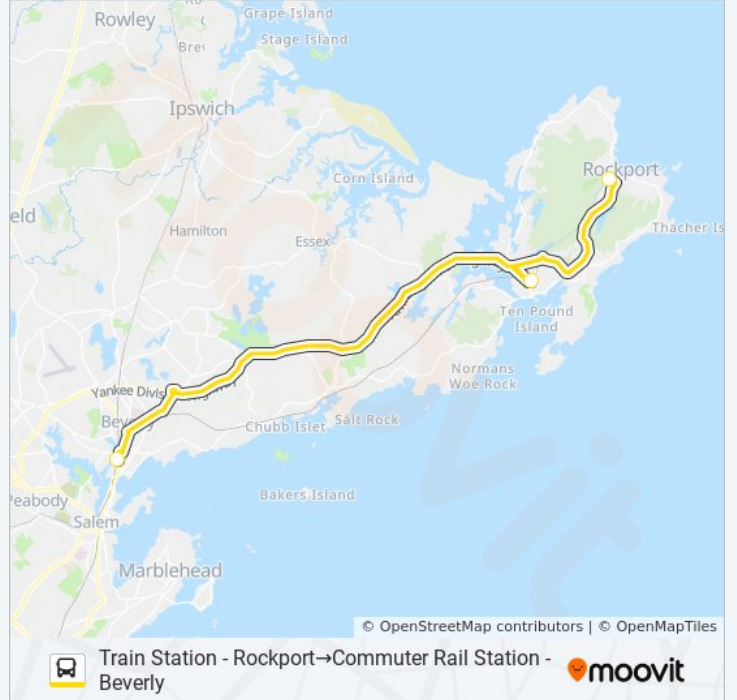 Grape Island
Rowley
Stage Island
Ipswich
Corn Island
Rockport
eld
Hamilton
Essex
Thacher Is
Ten Pound
Island
Normans
Woe Rock
Yankee Divis
Chubb Islet
Salt Rock
Bakers Island
Peabody
Salem
Marblehead
© OpenStreetMap contributors | © OpenMapTiles
Train Station - Rockport→Commuter Rail Station -
Beverly
moovit